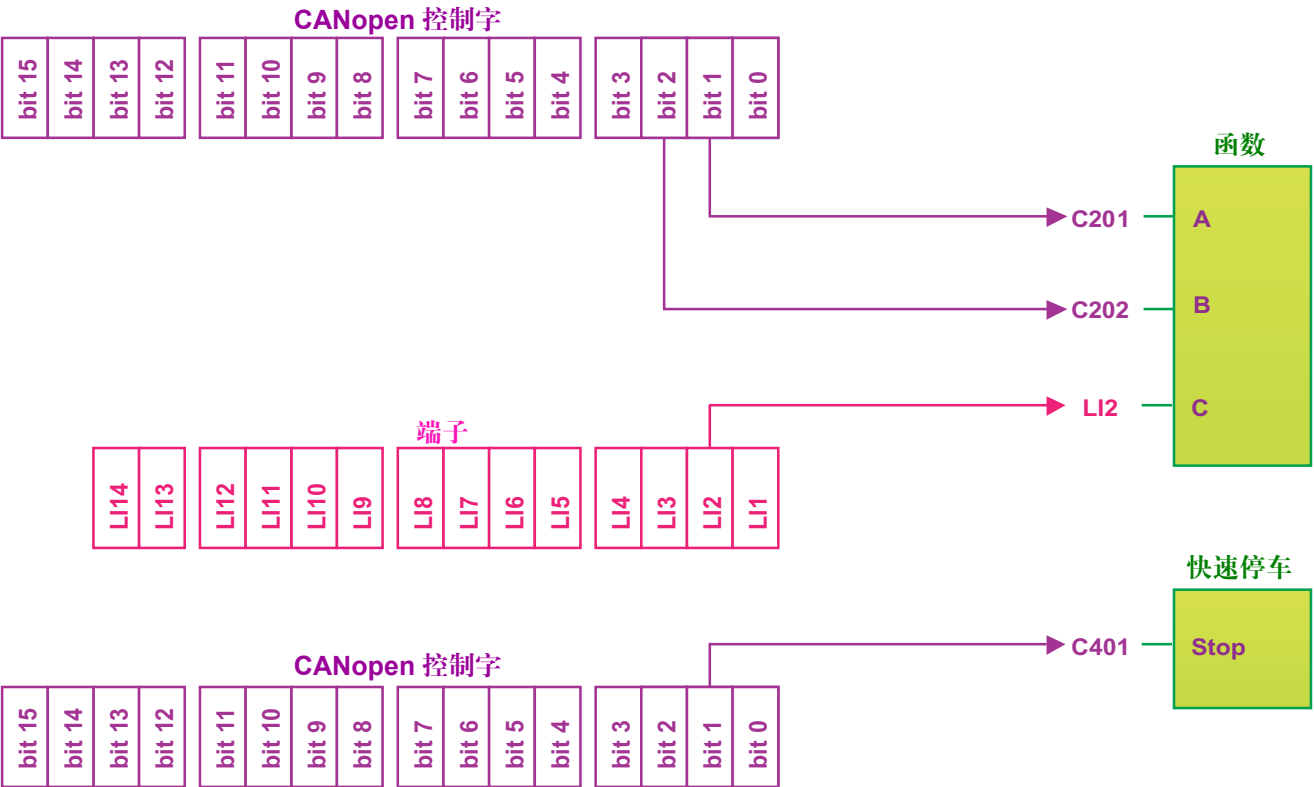 CANopen 控制字
bit 15 bit 14 bit 13 bit 12 bit 11 bit 10 bit 9 bit 8 bit 7 bit 6 bit 5 bit 4 bit 3 bit 2 bit 1 bit 0
函数
C201 A
C202 B
LI2 C
端子
LI14 LI13 LI12 LI11 LI10 LI9 LI8 LI7 LI6 LI5 LI4 LI3 LI2 LI1
快速停车
C401 Stop
CANopen 控制字
bit 15 bit 14 bit 13 bit 12 bit 11 bit 10 bit 9 bit 8 bit 7 bit 6 bit 5 bit 4 bit 3 bit 2 bit 1 bit 0